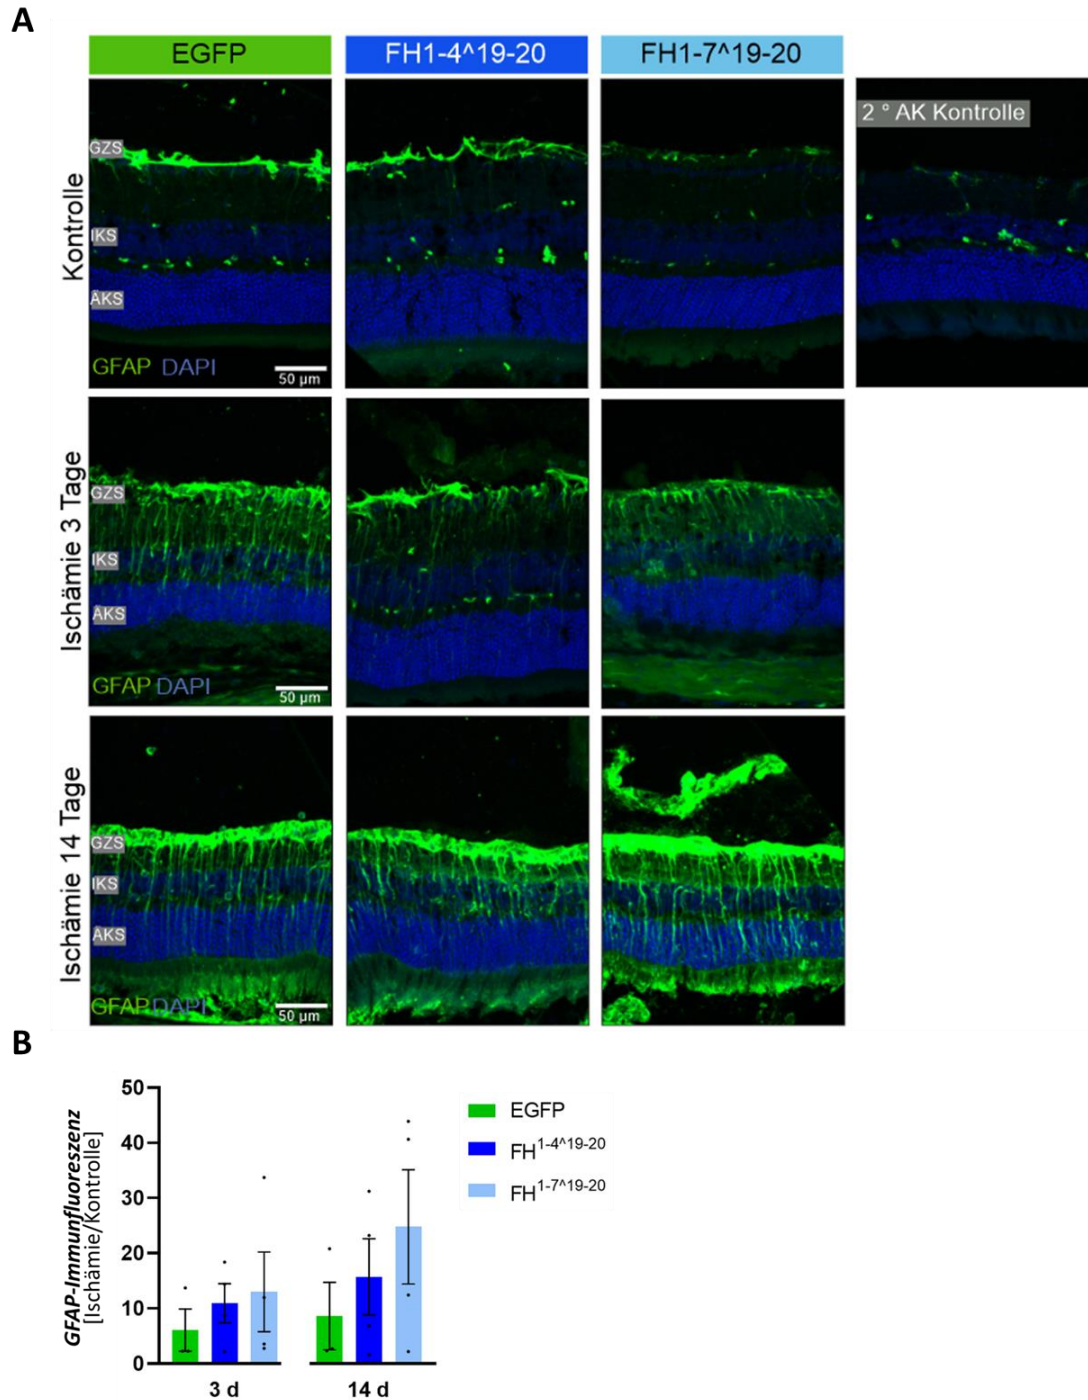 A
EGFP
FH1-4^19-20
FH1-7^19-20
Kontrolle
GZS
IKS
AKS
GFAP DAPI
50 µm
2 ° AK Kontrolle
Ischämie 3 Tage
GZS
IKS
AKS
GFAP DAPI
50 µm
Ischämie 14 Tage
GZS
IKS
AKS
GFAP DAPI
50 µm
B
GFAP-Immunfluoreszenz
[Ischämie/Kontrolle]
50
40
30
20
10
0
3 d
14 d
EGFP
FH1-4^19-20
FH1-7^19-20